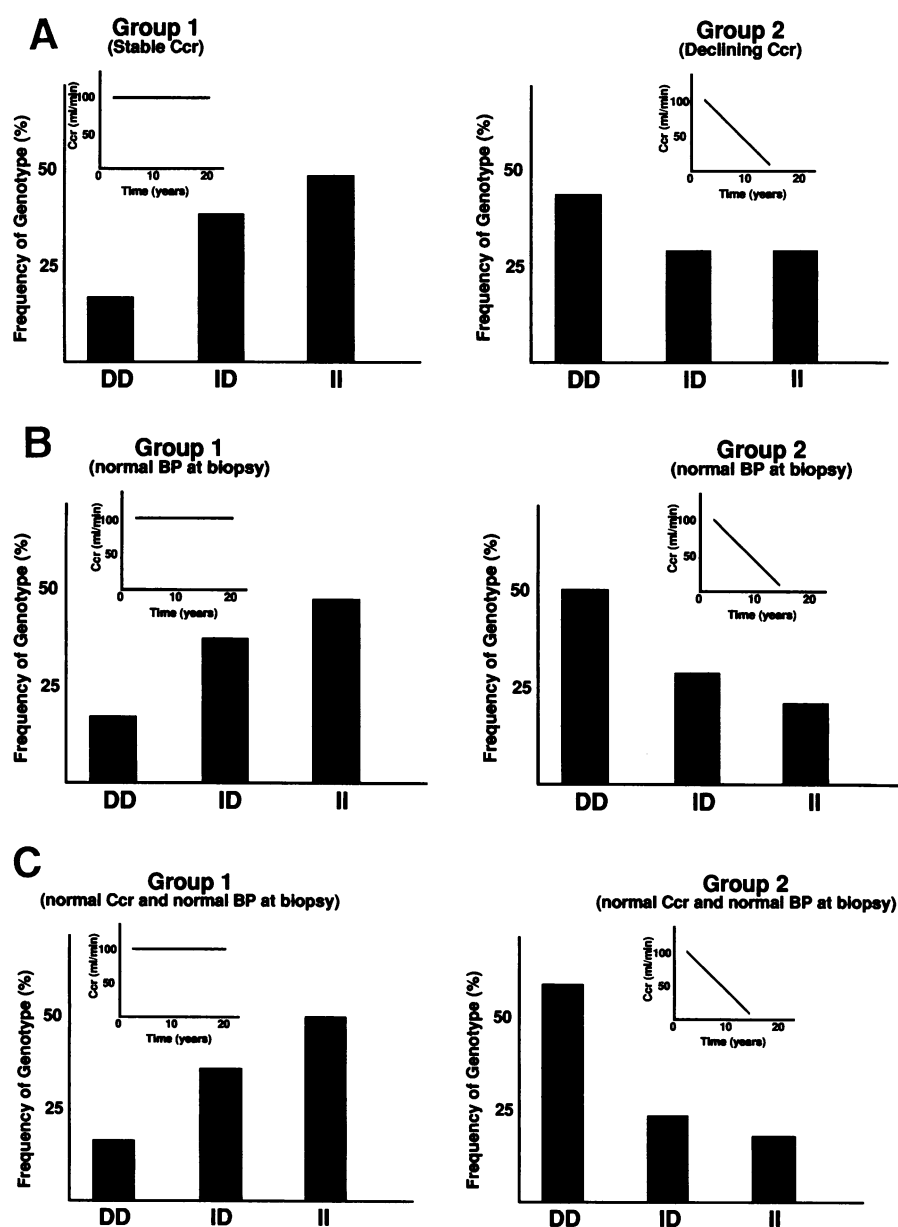 A
Group 1
(Stable Ccr)
Frequency of Genotype (%)
50
25
Ccr (ml/min)
100
50
0 10 20
Time (years)
DD ID II
Group 2
(Declining Ccr)
Frequency of Genotype (%)
50
25
Ccr (ml/min)
100
50
0 10 20
Time (years)
DD ID II
B
Group 1
(normal BP at biopsy)
Frequency of Genotype (%)
50
25
Ccr (ml/min)
100
50
0 10 20
Time (years)
DD ID II
Group 2
(normal BP at biopsy)
Frequency of Genotype (%)
50
25
Ccr (ml/min)
100
50
0 10 20
Time (years)
DD ID II
C
Group 1
(normal Ccr and normal BP at biopsy)
Frequency of Genotype (%)
50
25
Ccr (ml/min)
100
50
0 10 20
Time (years)
DD ID II
Group 2
(normal Ccr and normal BP at biopsy)
Frequency of Genotype (%)
50
25
Ccr (ml/min)
100
50
0 10 20
Time (years)
DD ID II